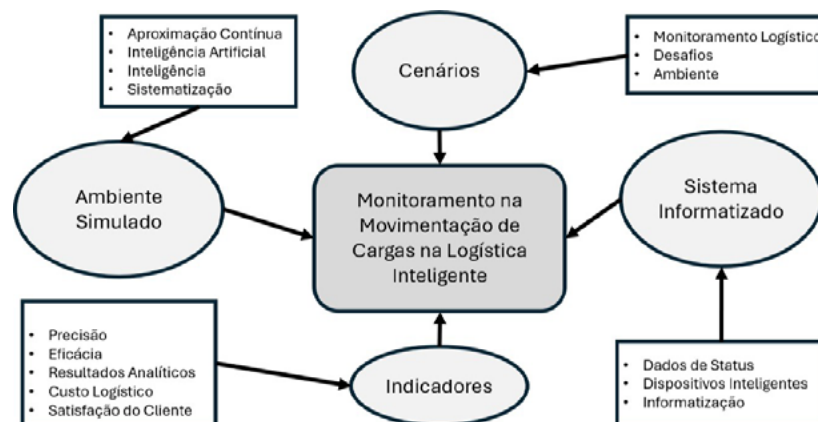 • Aproximação Contínua
• Inteligência Artificial
• Inteligência
• Sistematização
Cenários
• Monitoramento Logístico
• Desafios
• Ambiente
Ambiente
Simulado
Monitoramento na
Movimentação de
Cargas na Logística
Inteligente
Sistema
Informatizado
• Precisão
• Eficácia
• Resultados Analíticos
• Custo Logístico
• Satisfação do Cliente
Indicadores
• Dados de Status
• Dispositivos Inteligentes
• Informatização